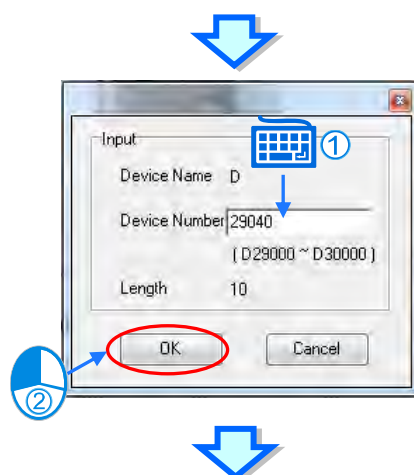 Input
①
Device Name D
Device Number 29040
( D29000 ~ D30000 )
Length 10
OK Cancel
②